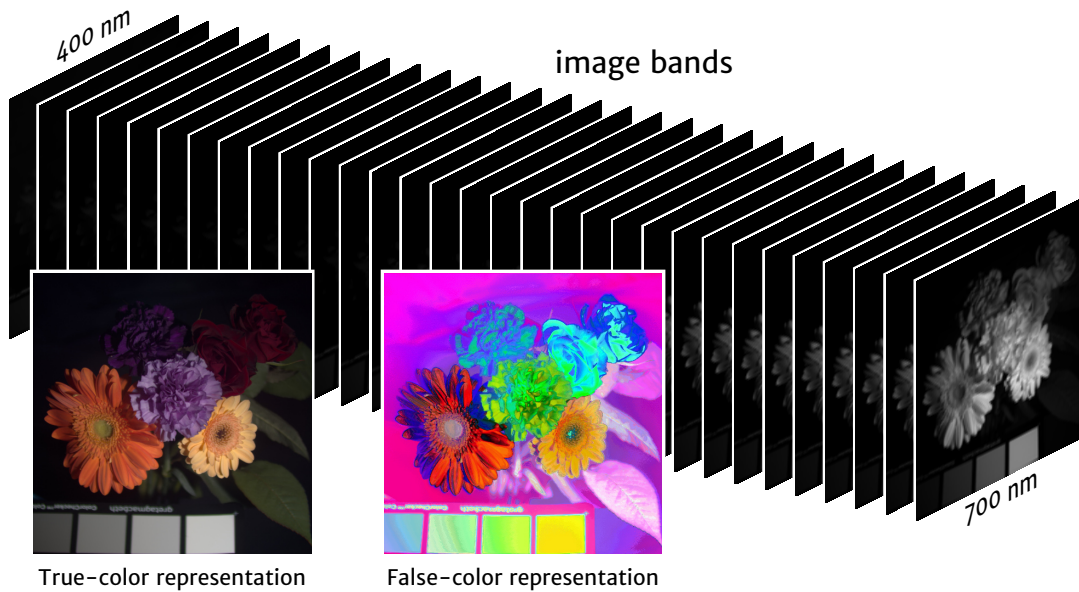 400 nm
image bands
700 nm
True-color representation
False-color representation